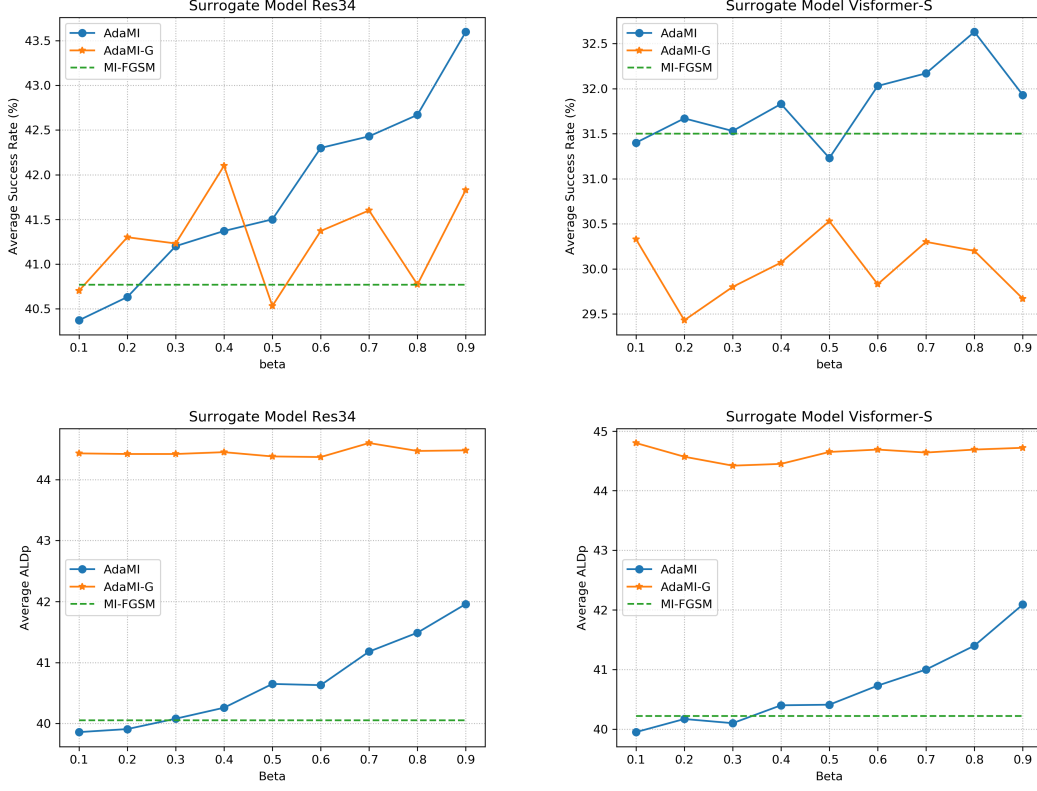 Surrogate Model Res34
43.5
43.0
42.5
42.0
41.5
41.0
40.5
Average Success Rate (%)
AdaMI
AdaMI-G
MI-FGSM
0.1 0.2 0.3 0.4 0.5 0.6 0.7 0.8 0.9
beta
Surrogate Model Visformer-S
32.5
32.0
31.5
31.0
30.5
30.0
29.5
Average Success Rate (%)
AdaMI
AdaMI-G
MI-FGSM
0.1 0.2 0.3 0.4 0.5 0.6 0.7 0.8 0.9
beta
Surrogate Model Res34
44
43
42
41
40
Average ALDp
AdaMI
AdaMI-G
MI-FGSM
0.1 0.2 0.3 0.4 0.5 0.6 0.7 0.8 0.9
Beta
Surrogate Model Visformer-S
45
44
43
42
41
40
Average ALDp
AdaMI
AdaMI-G
MI-FGSM
0.1 0.2 0.3 0.4 0.5 0.6 0.7 0.8 0.9
Beta